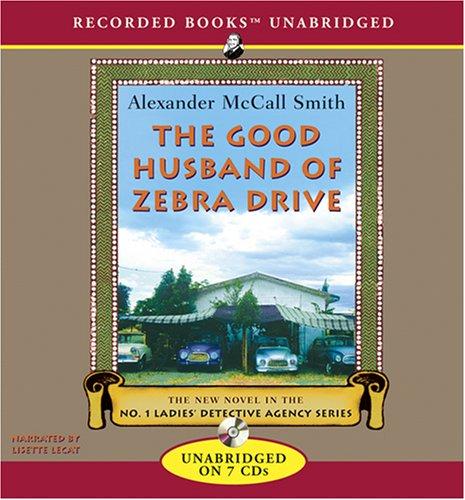 RECORDED BOOKS™ UNABRIDGED
Alexander McCall Smith
THE GOOD
HUSBAND OF
ZEBRA DRIVE
THE NEW NOVEL IN THE
NO. 1 LADIES' DETECTIVE AGENCY SERIES
NARRATED BY
LISETTE LECAT
UNABRIDGED
ON 7 CDs